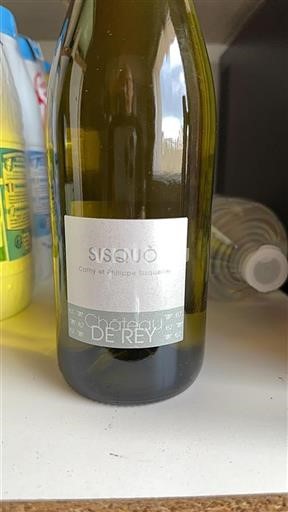 SISQUÒ
Cathy et Philippe Sisqueille
Château
DE REY